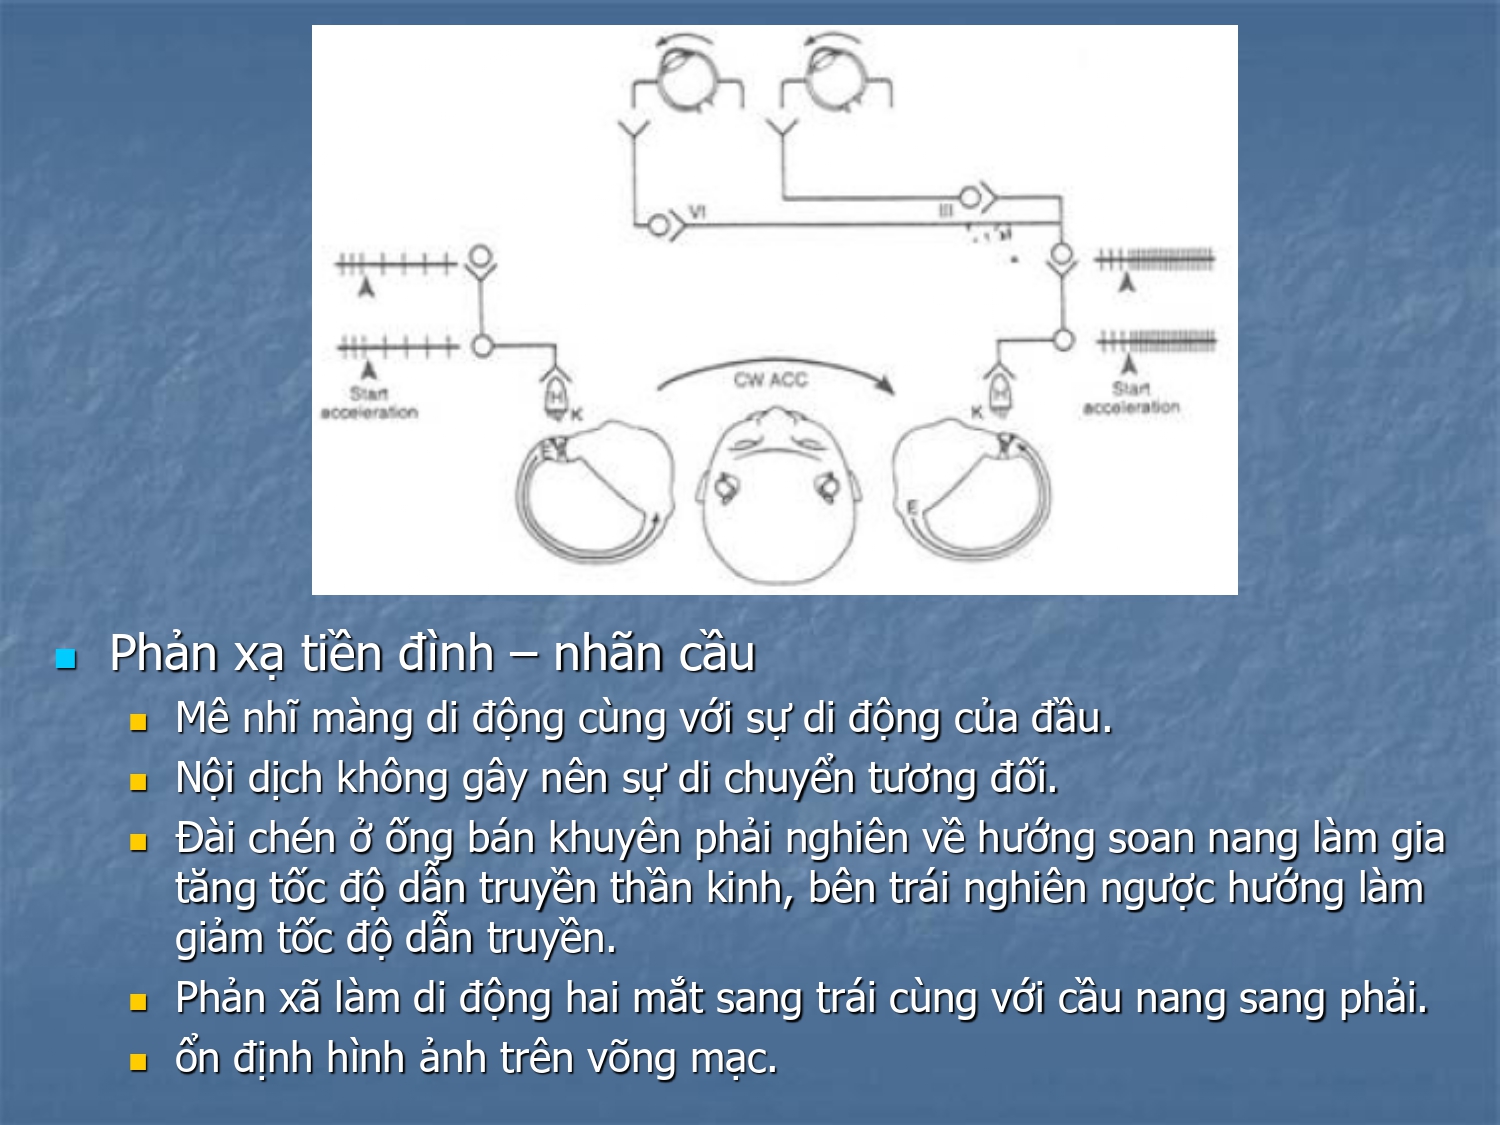 VI
III
Start
acceleration
H
K
CW ACC
K
H
Start
acceleration
E
E
Phản xạ tiền đình – nhãn cầu
Mê nhĩ màng di động cùng với sự di động của đầu.
Nội dịch không gây nên sự di chuyển tương đối.
Đài chén ở ống bán khuyên phải nghiên về hướng soan nang làm gia
tăng tốc độ dẫn truyền thần kinh, bên trái nghiên ngược hướng làm
giảm tốc độ dẫn truyền.
Phản xã làm di động hai mắt sang trái cùng với cầu nang sang phải.
ổn định hình ảnh trên võng mạc.